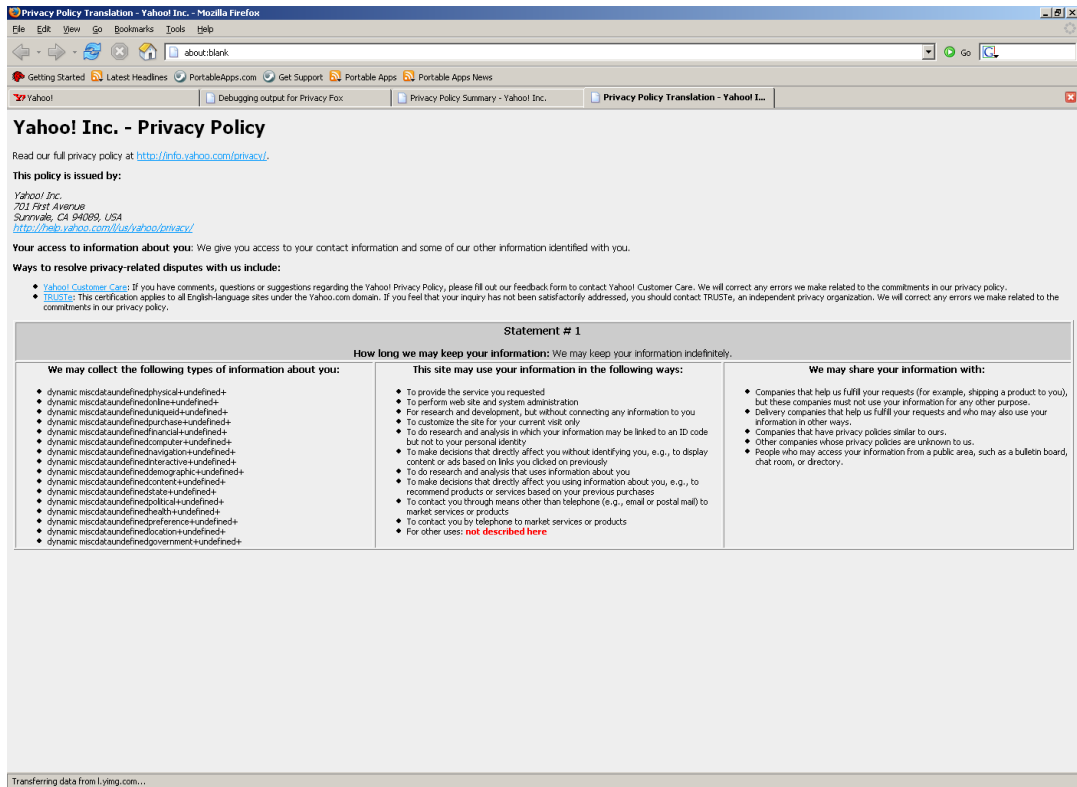 Privacy Policy Translation - Yahoo! Inc. - Mozilla Firefox
File Edit View Go Bookmarks Tools Help
about:blank Go G
Getting Started Latest Headlines PortableApps.com Get Support Portable Apps Portable Apps News
Yahoo! Debugging output for Privacy Fox Privacy Policy Summary - Yahoo! Inc. Privacy Policy Translation - Yahoo! I...
Yahoo! Inc. - Privacy Policy
Read our full privacy policy at http://info.yahoo.com/privacy/.
This policy is issued by:
Yahoo! Inc.
701 First Avenue
Sunnvale, CA 94089, USA
http://help.yahoo.com/l/us/yahoo/privacy/
Your access to information about you: We give you access to your contact information and some of our other information identified with you.
Ways to resolve privacy-related disputes with us include:
Yahoo! Customer Care: If you have comments, questions or suggestions regarding the Yahoo! Privacy Policy, please fill out our feedback form to contact Yahoo! Customer Care. We will correct any errors we make related to the commitments in our privacy policy.
TRUSTe: This certification applies to all English-language sites under the Yahoo.com domain. If you feel that your inquiry has not been satisfactorily addressed, you should contact TRUSTe, an independent privacy organization. We will correct any errors we make related to the
commitments in our privacy policy.
Statement # 1
How long we may keep your information: We may keep your information indefinitely.
We may collect the following types of information about you:
dynamic miscdataundefinedphysical+undefined+
dynamic miscdataundefinedonline+undefined+
dynamic miscdataundefineduniqueid+undefined+
dynamic miscdataundefinedpurchase+undefined+
dynamic miscdataundefinedfinancial+undefined+
dynamic miscdataundefinedcomputer+undefined+
dynamic miscdataundefinednavigation+undefined+
dynamic miscdataundefinedinteractive+undefined+
dynamic miscdataundefineddemographic+undefined+
dynamic miscdataundefinedcontent+undefined+
dynamic miscdataundefinedstate+undefined+
dynamic miscdataundefinedpolitical+undefined+
dynamic miscdataundefinedhealth+undefined+
dynamic miscdataundefinedpreference+undefined+
dynamic miscdataundefinedlocation+undefined+
dynamic miscdataundefinedgovernment+undefined+
This site may use your information in the following ways:
To provide the service you requested
To perform web site and system administration
For research and development, but without connecting any information to you
To customize the site for your current visit only
To do research and analysis in which your information may be linked to an ID code
but not to your personal identity
To make decisions that directly affect you without identifying you, e.g., to display
content or ads based on links you clicked on previously
To do research and analysis that uses information about you
To make decisions that directly affect you using information about you, e.g., to
recommend products or services based on your previous purchases
To contact you through means other than telephone (e.g., email or postal mail) to
market services or products
To contact you by telephone to market services or products
For other uses: not described here
We may share your information with:
Companies that help us fulfill your requests (for example, shipping a product to you),
but these companies must not use your information for any other purpose.
Delivery companies that help us fulfill your requests and who may also use your
information in other ways.
Companies that have privacy policies similar to ours.
Other companies whose privacy policies are unknown to us.
People who may access your information from a public area, such as a bulletin board,
chat room, or directory.
Transferring data from l.yimg.com...